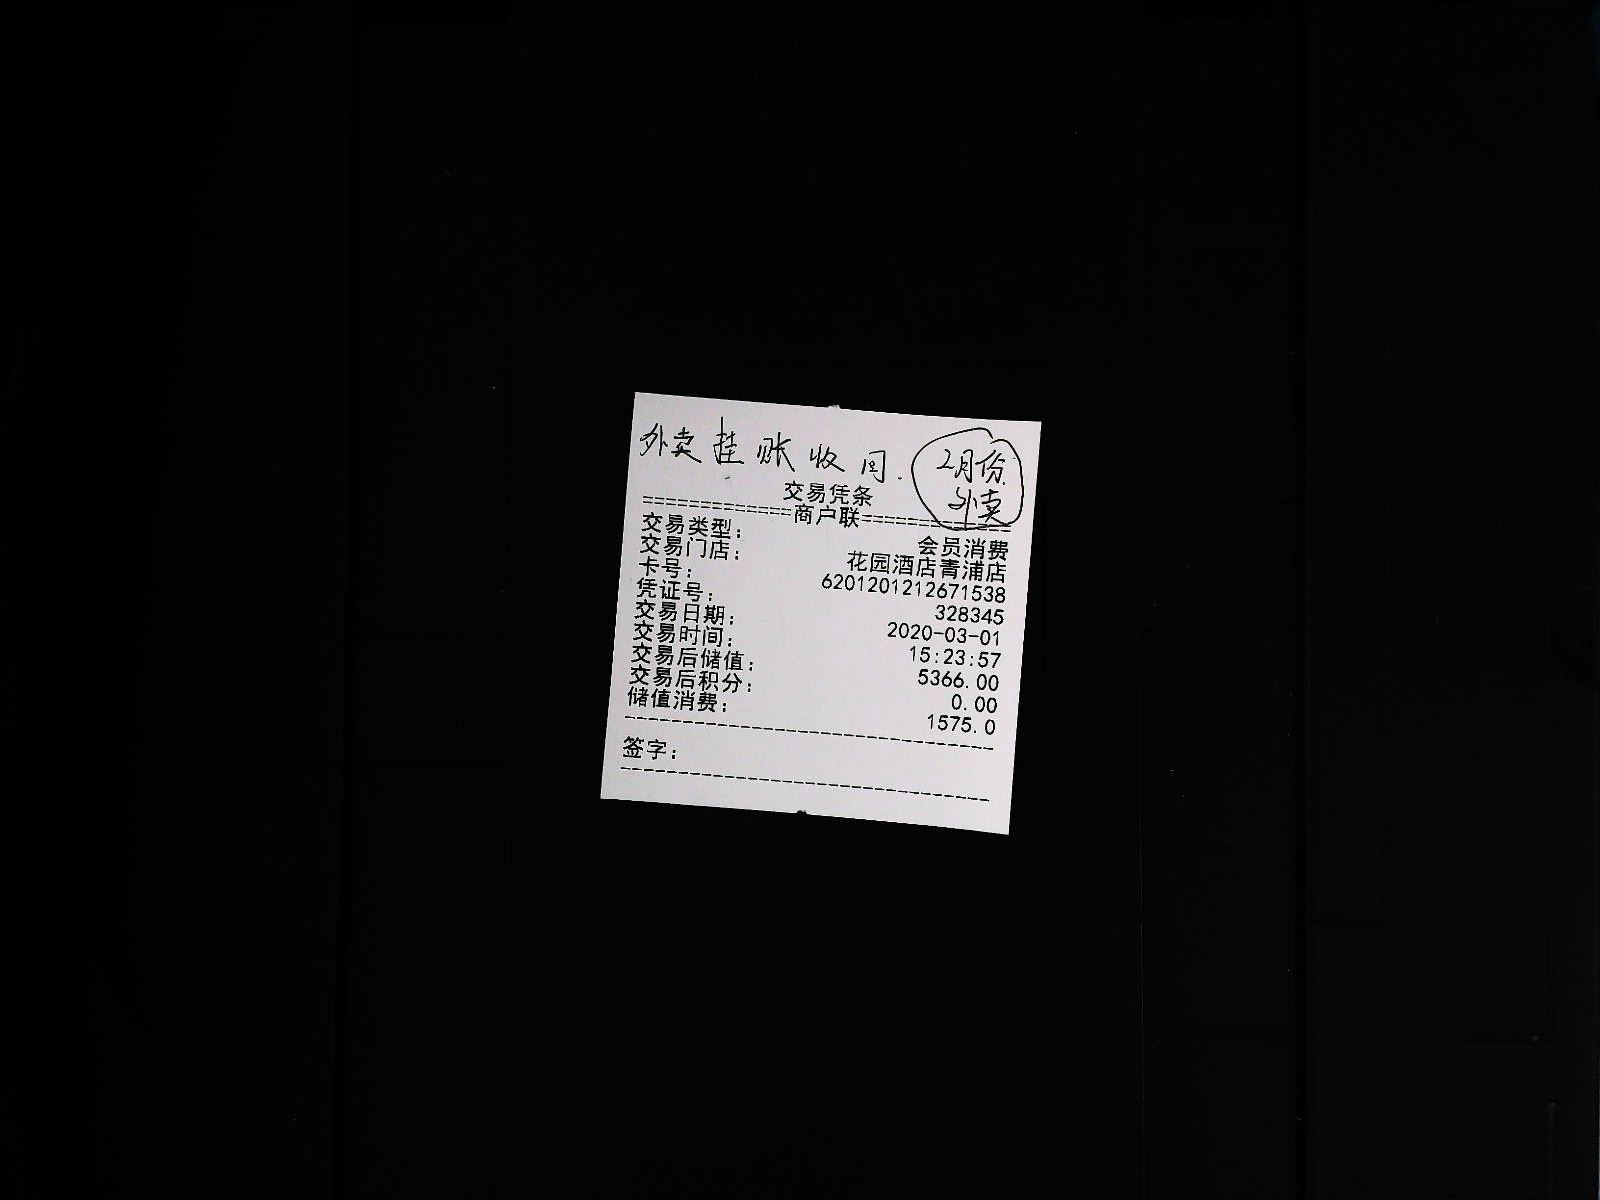 外卖挂账收回.
2月份
外卖
交易凭条
=============商户联=============
交易类型: 会员消费
交易门店: 花园酒店青浦店
卡号: 6201201212671538
凭证号: 328345
交易日期: 2020-03-01
交易时间: 15:23:57
交易后储值: 5366.00
交易后积分: 0.00
储值消费: 1575.0
--------------------------------
签字:
--------------------------------